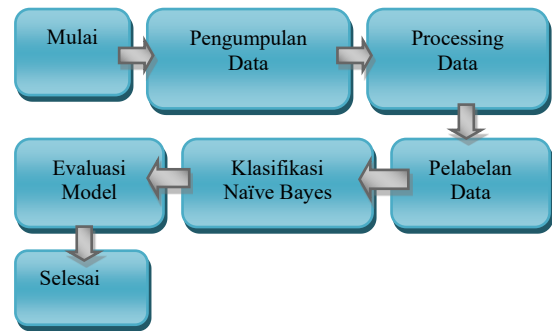 Mulai
Pengumpulan
Data
Processing
Data
Pelabelan
Data
Klasifikasi
Naïve Bayes
Evaluasi
Model
Selesai